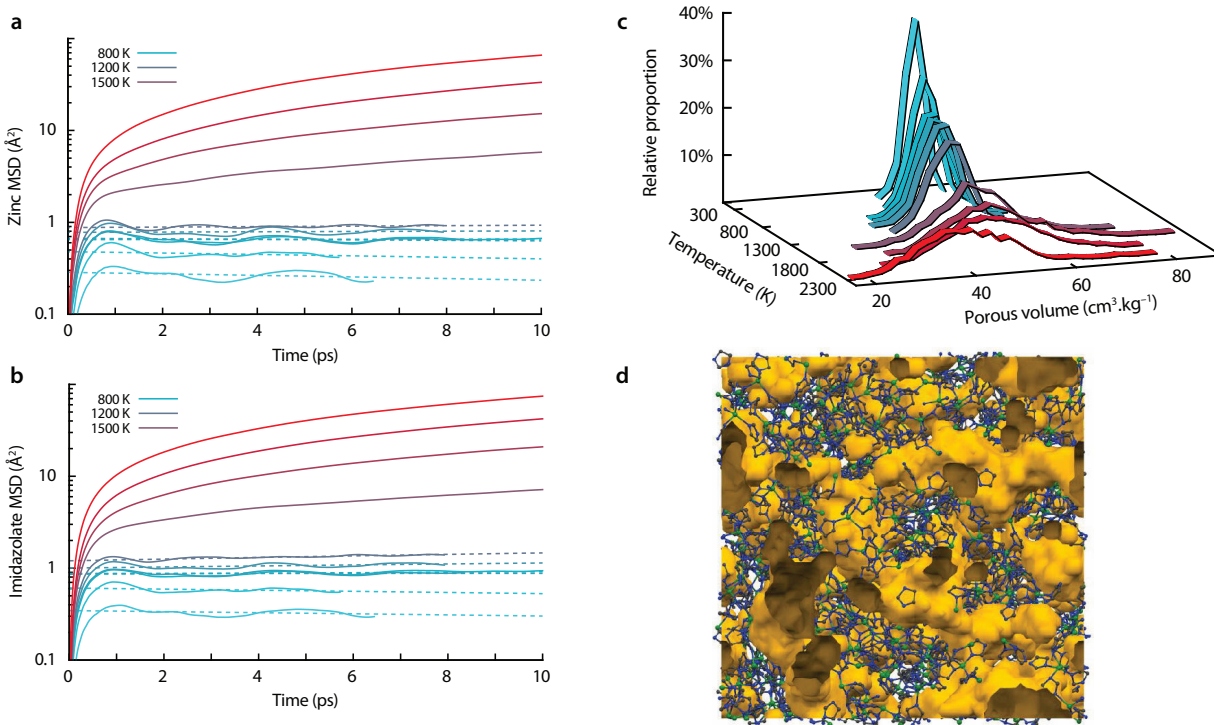 a
800 K
1200 K
1500 K
100
10
1
0.1
Zinc MSD (Å²)
0 2 4 6 8 10
Time (ps)
b
800 K
1200 K
1500 K
10
1
0.1
Imidazolate MSD (Å²)
0 2 4 6 8 10
Time (ps)
c
40%
30%
20%
10%
Relative proportion
300
800
1300
1800
2300
Temperature (K)
20 40 60 80
Porous volume (cm³.kg⁻¹)
d